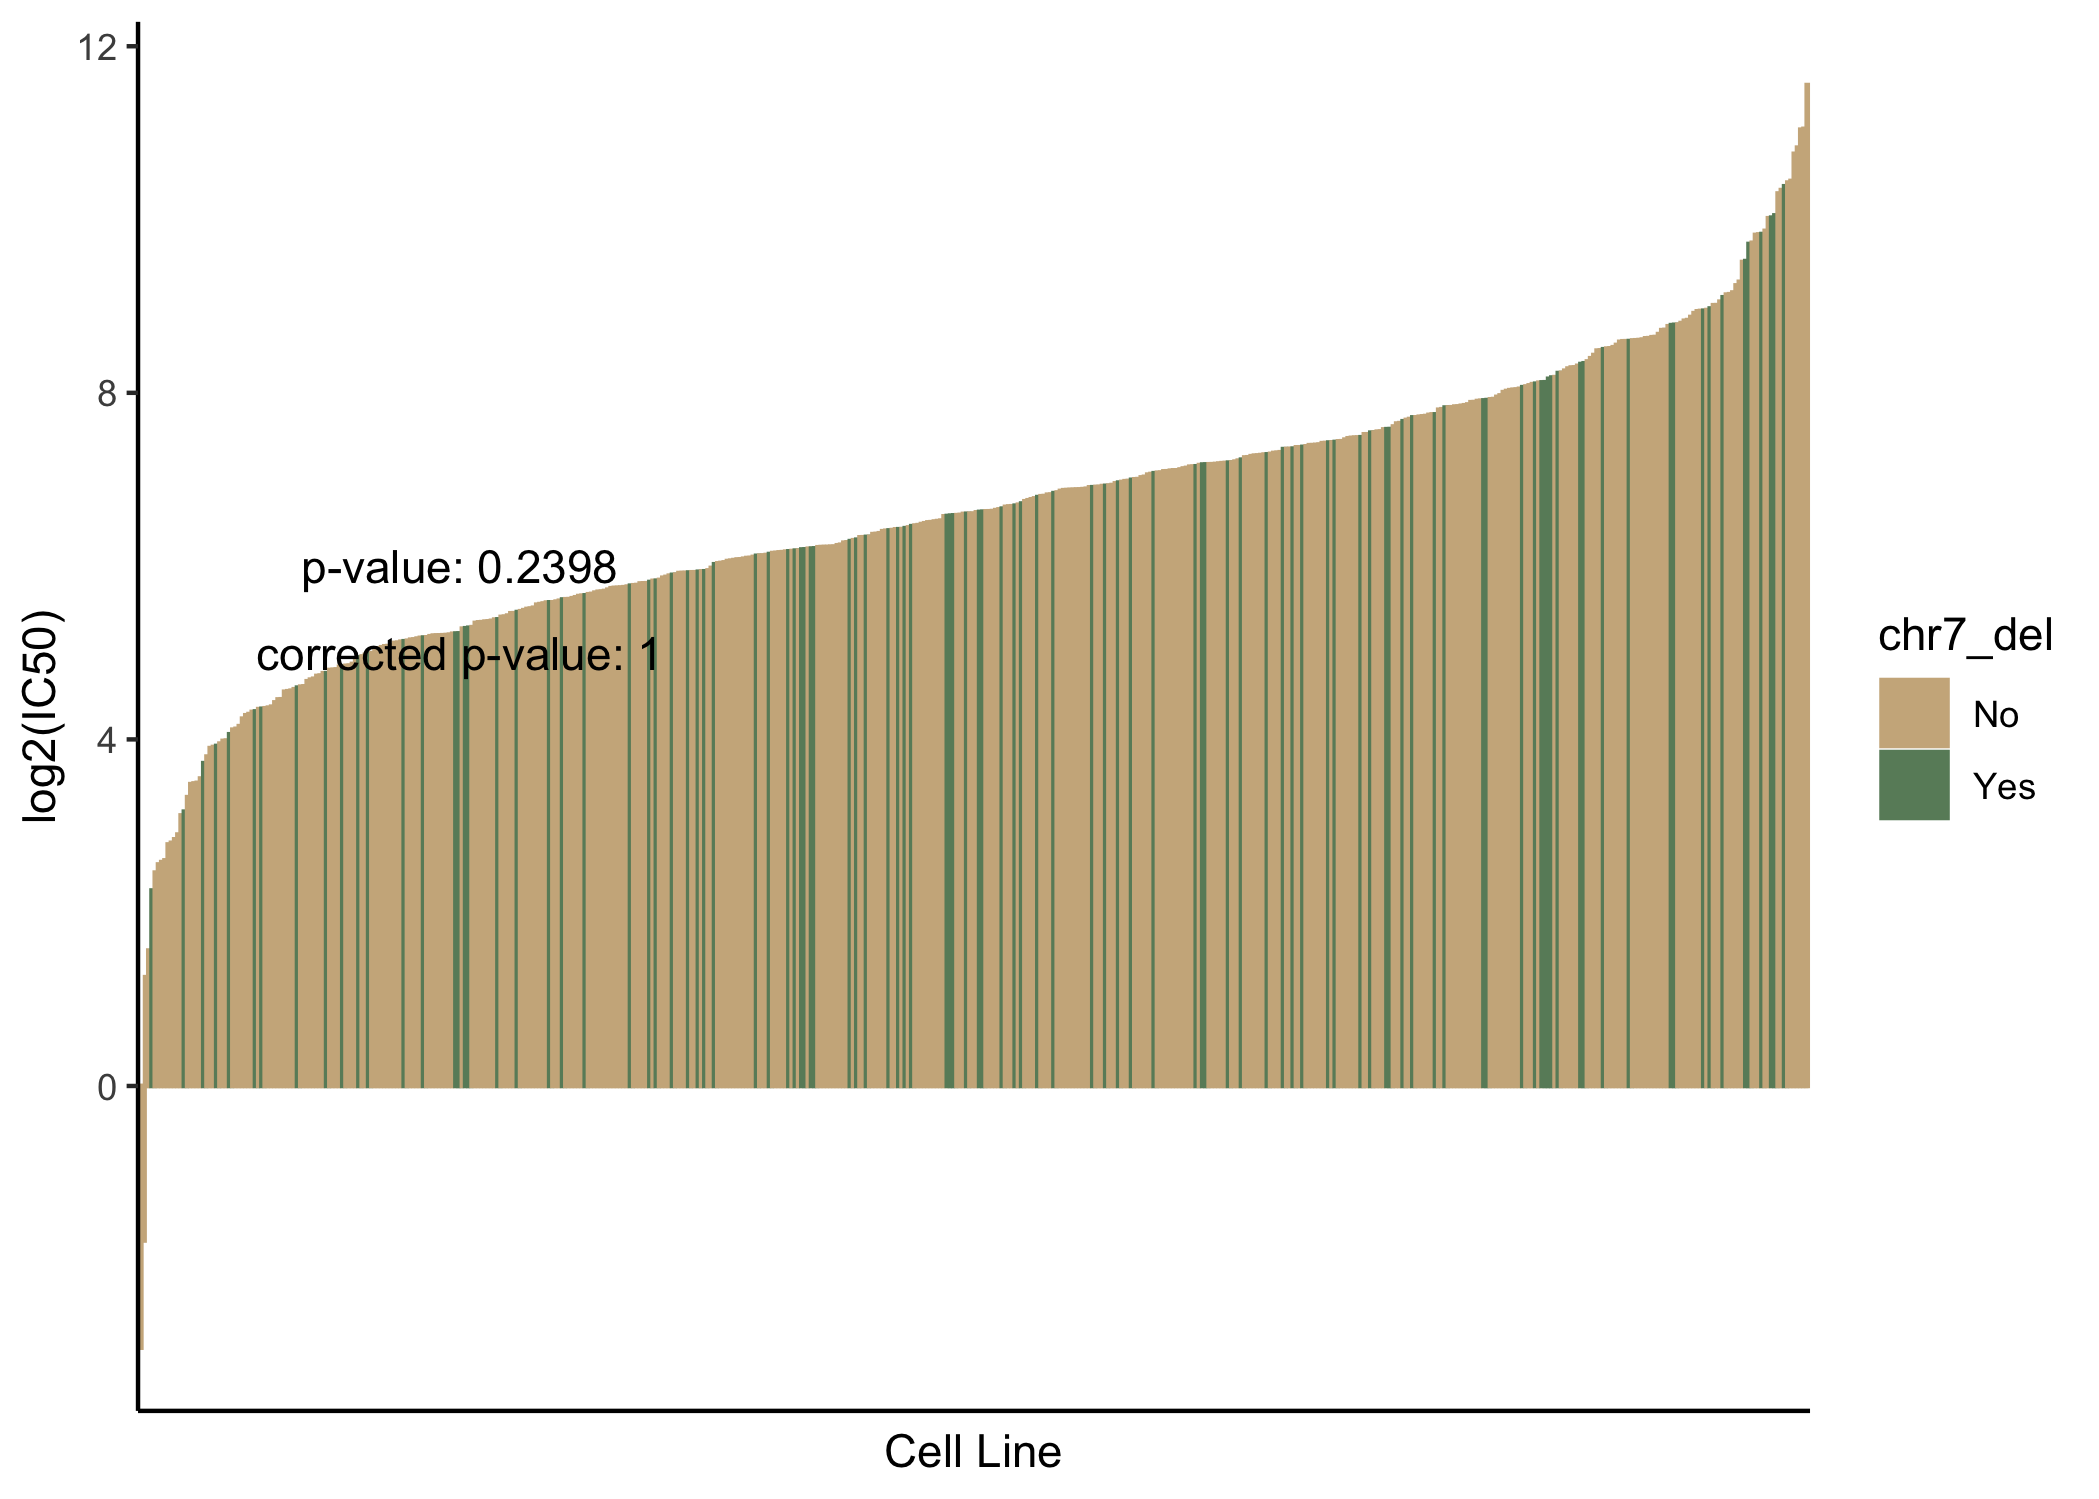 12
8
4
0
log2(IC50)
p-value: 0.2398
corrected p-value: 1
Cell Line
chr7_del
No
Yes